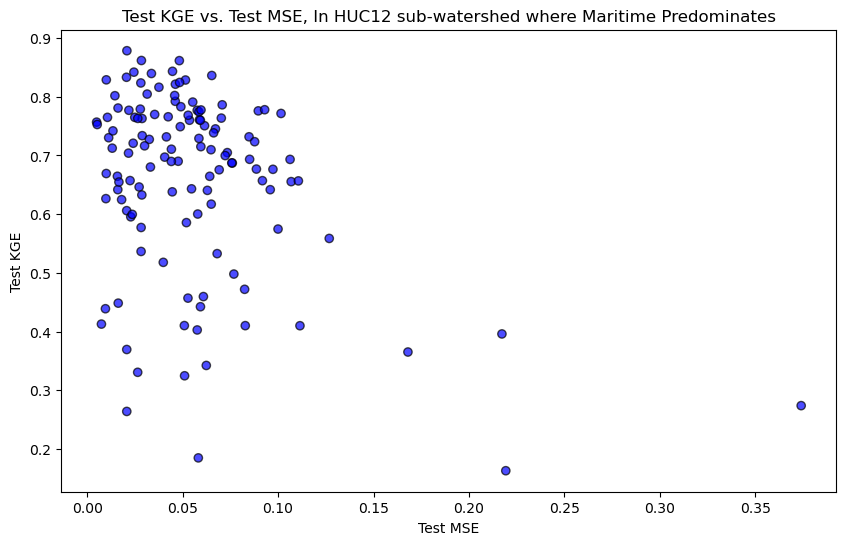 Test KGE vs. Test MSE, In HUC12 sub-watershed where Maritime Predominates
0.9
0.8
0.7
0.6
0.5
0.4
0.3
0.2
Test KGE
0.00 0.05 0.10 0.15 0.20 0.25 0.30 0.35
Test MSE